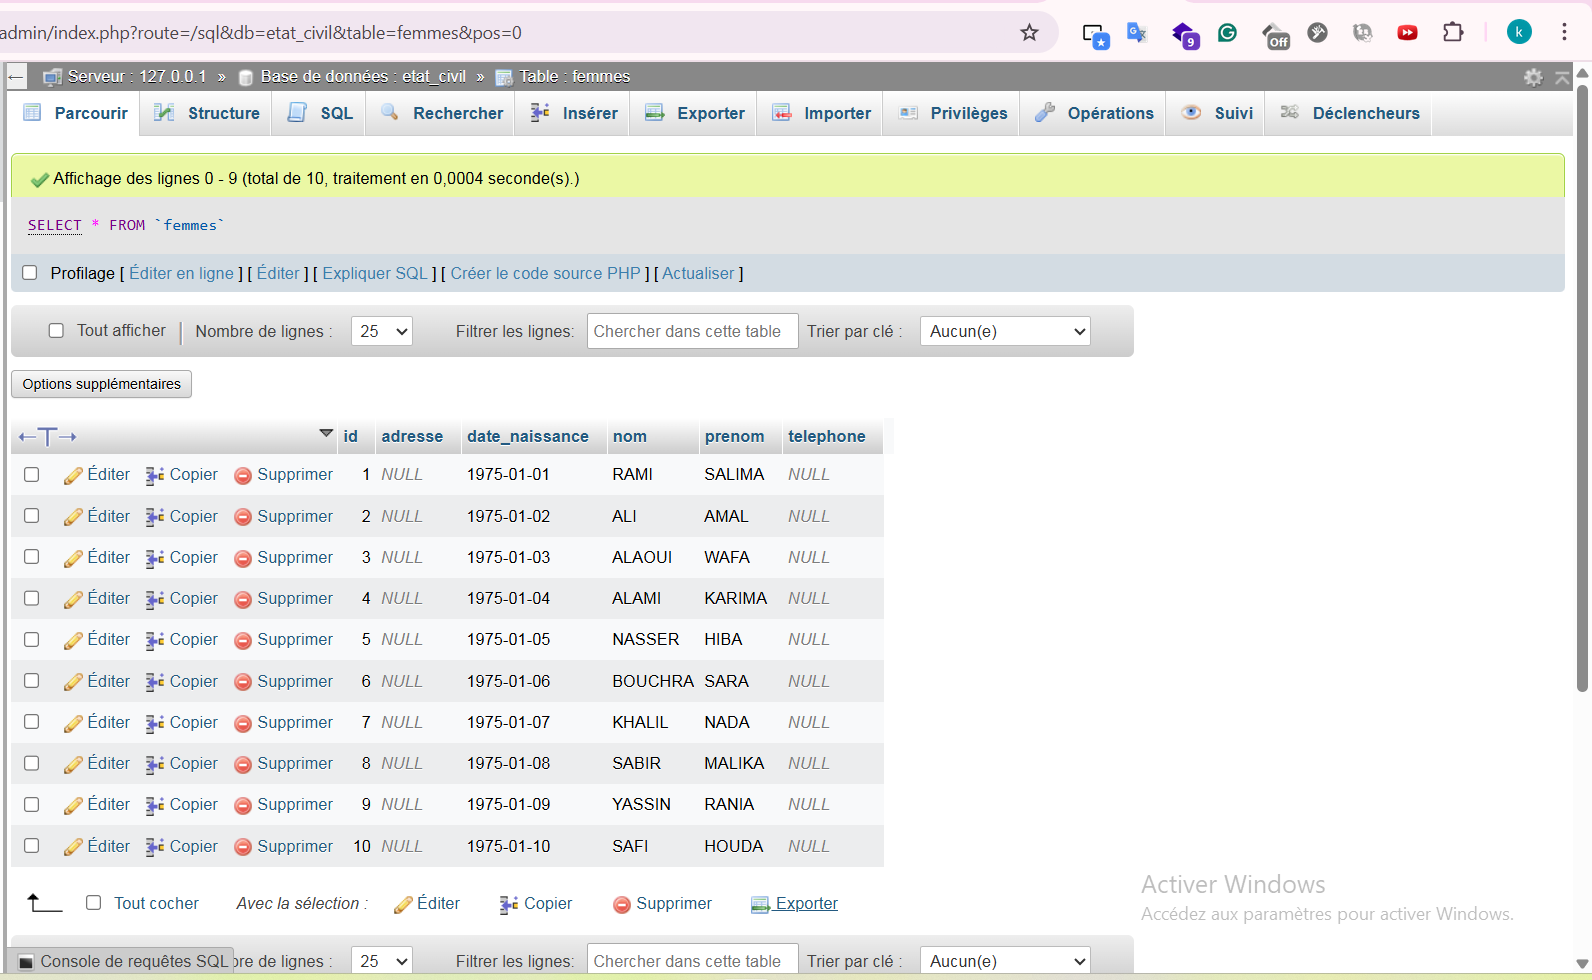 admin/index.php?route=/sql&db=etat_civil&table=femmes&pos=0
9
Off
k
Serveur : 127.0.0.1 » Base de données : etat_civil » Table : femmes
Parcourir Structure SQL Rechercher Insérer Exporter Importer Privilèges Opérations Suivi Déclencheurs
Affichage des lignes 0 - 9 (total de 10, traitement en 0,0004 seconde(s).)
SELECT * FROM `femmes`
Profilage [ Éditer en ligne ] [ Éditer ] [ Expliquer SQL ] [ Créer le code source PHP ] [ Actualiser ]
Tout afficher Nombre de lignes : 25 Filtrer les lignes: Chercher dans cette table Trier par clé : Aucun(e)
Options supplémentaires
id adresse date_naissance nom prenom telephone
Éditer Copier Supprimer 1 NULL 1975-01-01 RAMI SALIMA NULL
Éditer Copier Supprimer 2 NULL 1975-01-02 ALI AMAL NULL
Éditer Copier Supprimer 3 NULL 1975-01-03 ALAOUI WAFA NULL
Éditer Copier Supprimer 4 NULL 1975-01-04 ALAMI KARIMA NULL
Éditer Copier Supprimer 5 NULL 1975-01-05 NASSER HIBA NULL
Éditer Copier Supprimer 6 NULL 1975-01-06 BOUCHRA SARA NULL
Éditer Copier Supprimer 7 NULL 1975-01-07 KHALIL NADA NULL
Éditer Copier Supprimer 8 NULL 1975-01-08 SABIR MALIKA NULL
Éditer Copier Supprimer 9 NULL 1975-01-09 YASSIN RANIA NULL
Éditer Copier Supprimer 10 NULL 1975-01-10 SAFI HOUDA NULL
Tout cocher Avec la sélection : Éditer Copier Supprimer Exporter
Activer Windows
Accédez aux paramètres pour activer Windows.
Console de requêtes SQL bre de lignes : 25 Filtrer les lignes: Chercher dans cette table Trier par clé : Aucun(e)